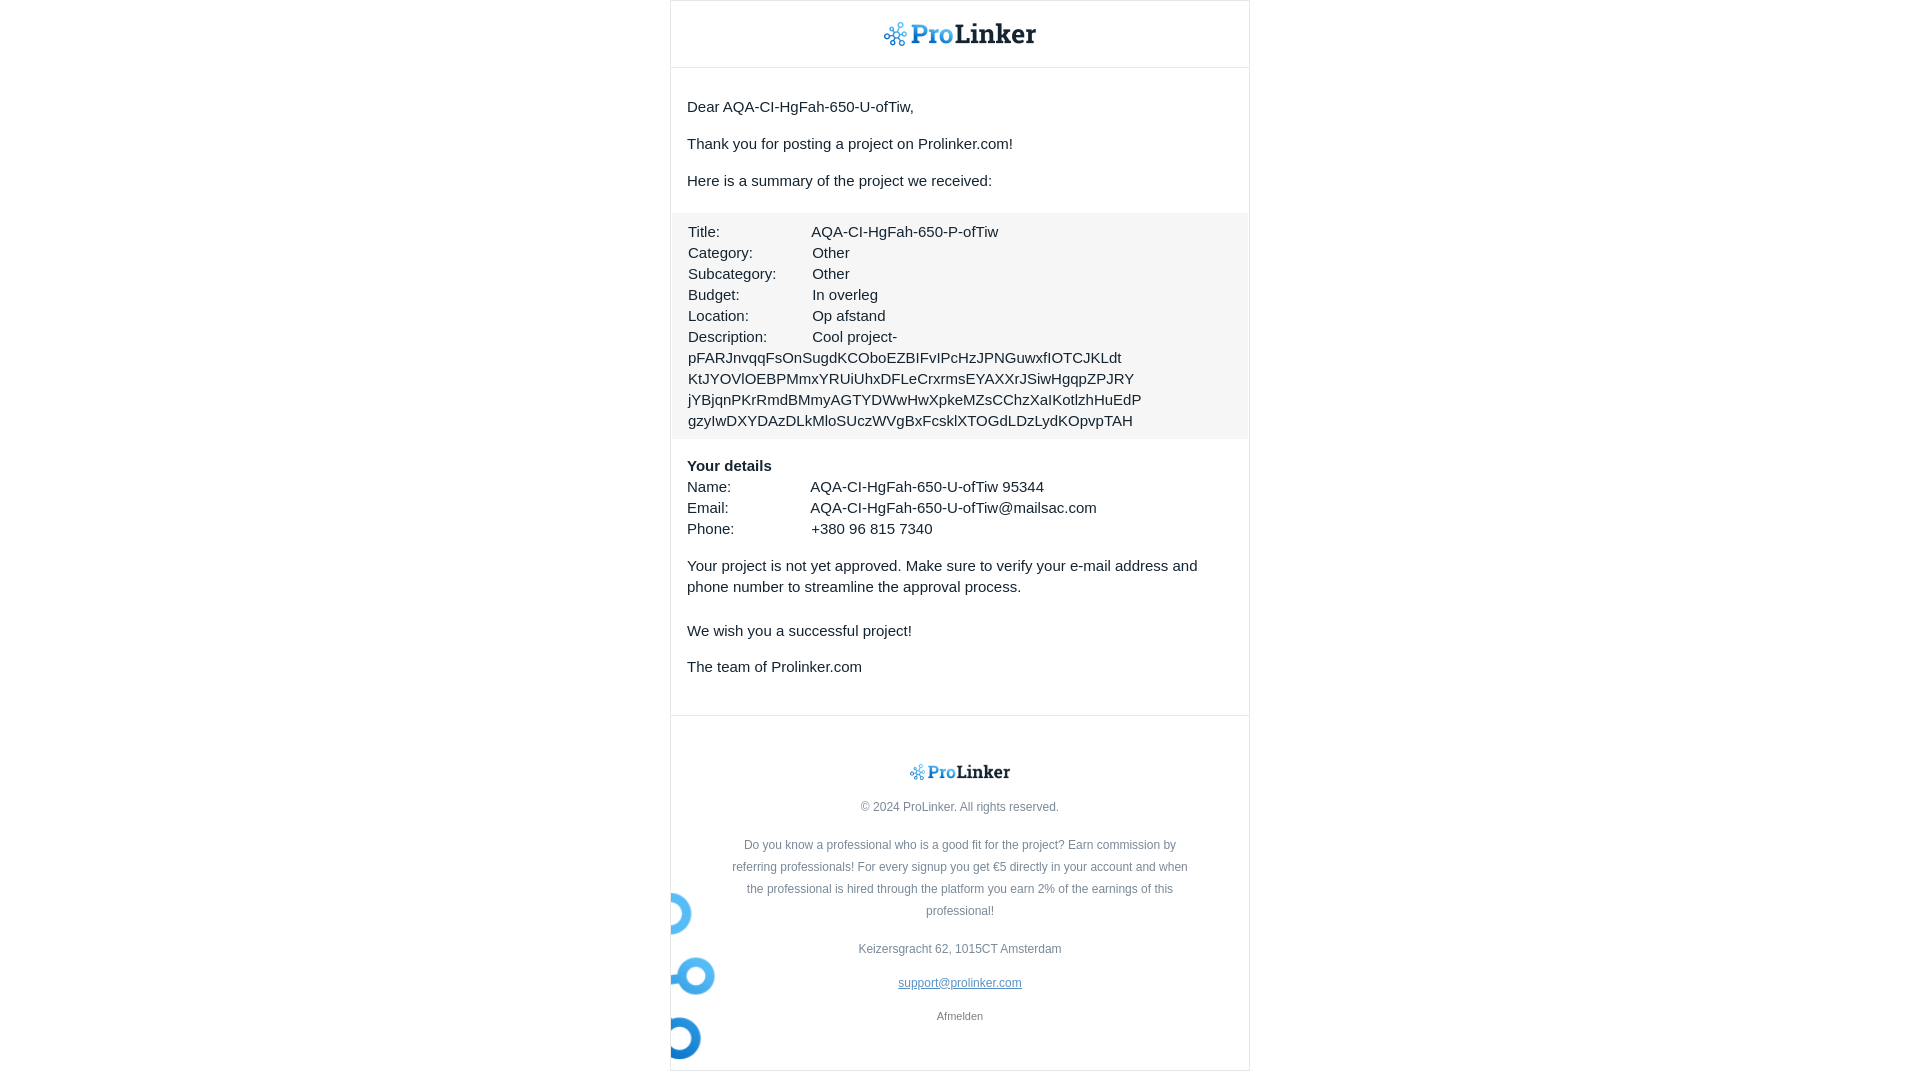 ProLinker
Dear AQA-CI-HgFah-650-U-ofTiw,
Thank you for posting a project on Prolinker.com!
Here is a summary of the project we received:
Title: AQA-CI-HgFah-650-P-ofTiw
Category: Other
Subcategory: Other
Budget: In overleg
Location: Op afstand
Description: Cool project-
pFARJnvqqFsOnSugdKCOboEZBIFvIPcHzJPNGuwxfIOTCJKLdt
KtJYOVlOEBPMmxYRUiUhxDFLeCrxrmsEYAXXrJSiwHgqpZPJRY
jYBjqnPKrRmdBMmyAGTYDWwHwXpkeMZsCChzXaIKotlzhHuEdP
gzyIwDXYDAzDLkMloSUczWVgBxFcsklXTOGdLDzLydKOpvpTAH
Your details
Name: AQA-CI-HgFah-650-U-ofTiw 95344
Email: AQA-CI-HgFah-650-U-ofTiw@mailsac.com
Phone: +380 96 815 7340
Your project is not yet approved. Make sure to verify your e-mail address and
phone number to streamline the approval process.
We wish you a successful project!
The team of Prolinker.com
ProLinker
© 2024 ProLinker. All rights reserved.
Do you know a professional who is a good fit for the project? Earn commission by
referring professionals! For every signup you get €5 directly in your account and when
the professional is hired through the platform you earn 2% of the earnings of this
professional!
Keizersgracht 62, 1015CT Amsterdam
support@prolinker.com
Afmelden